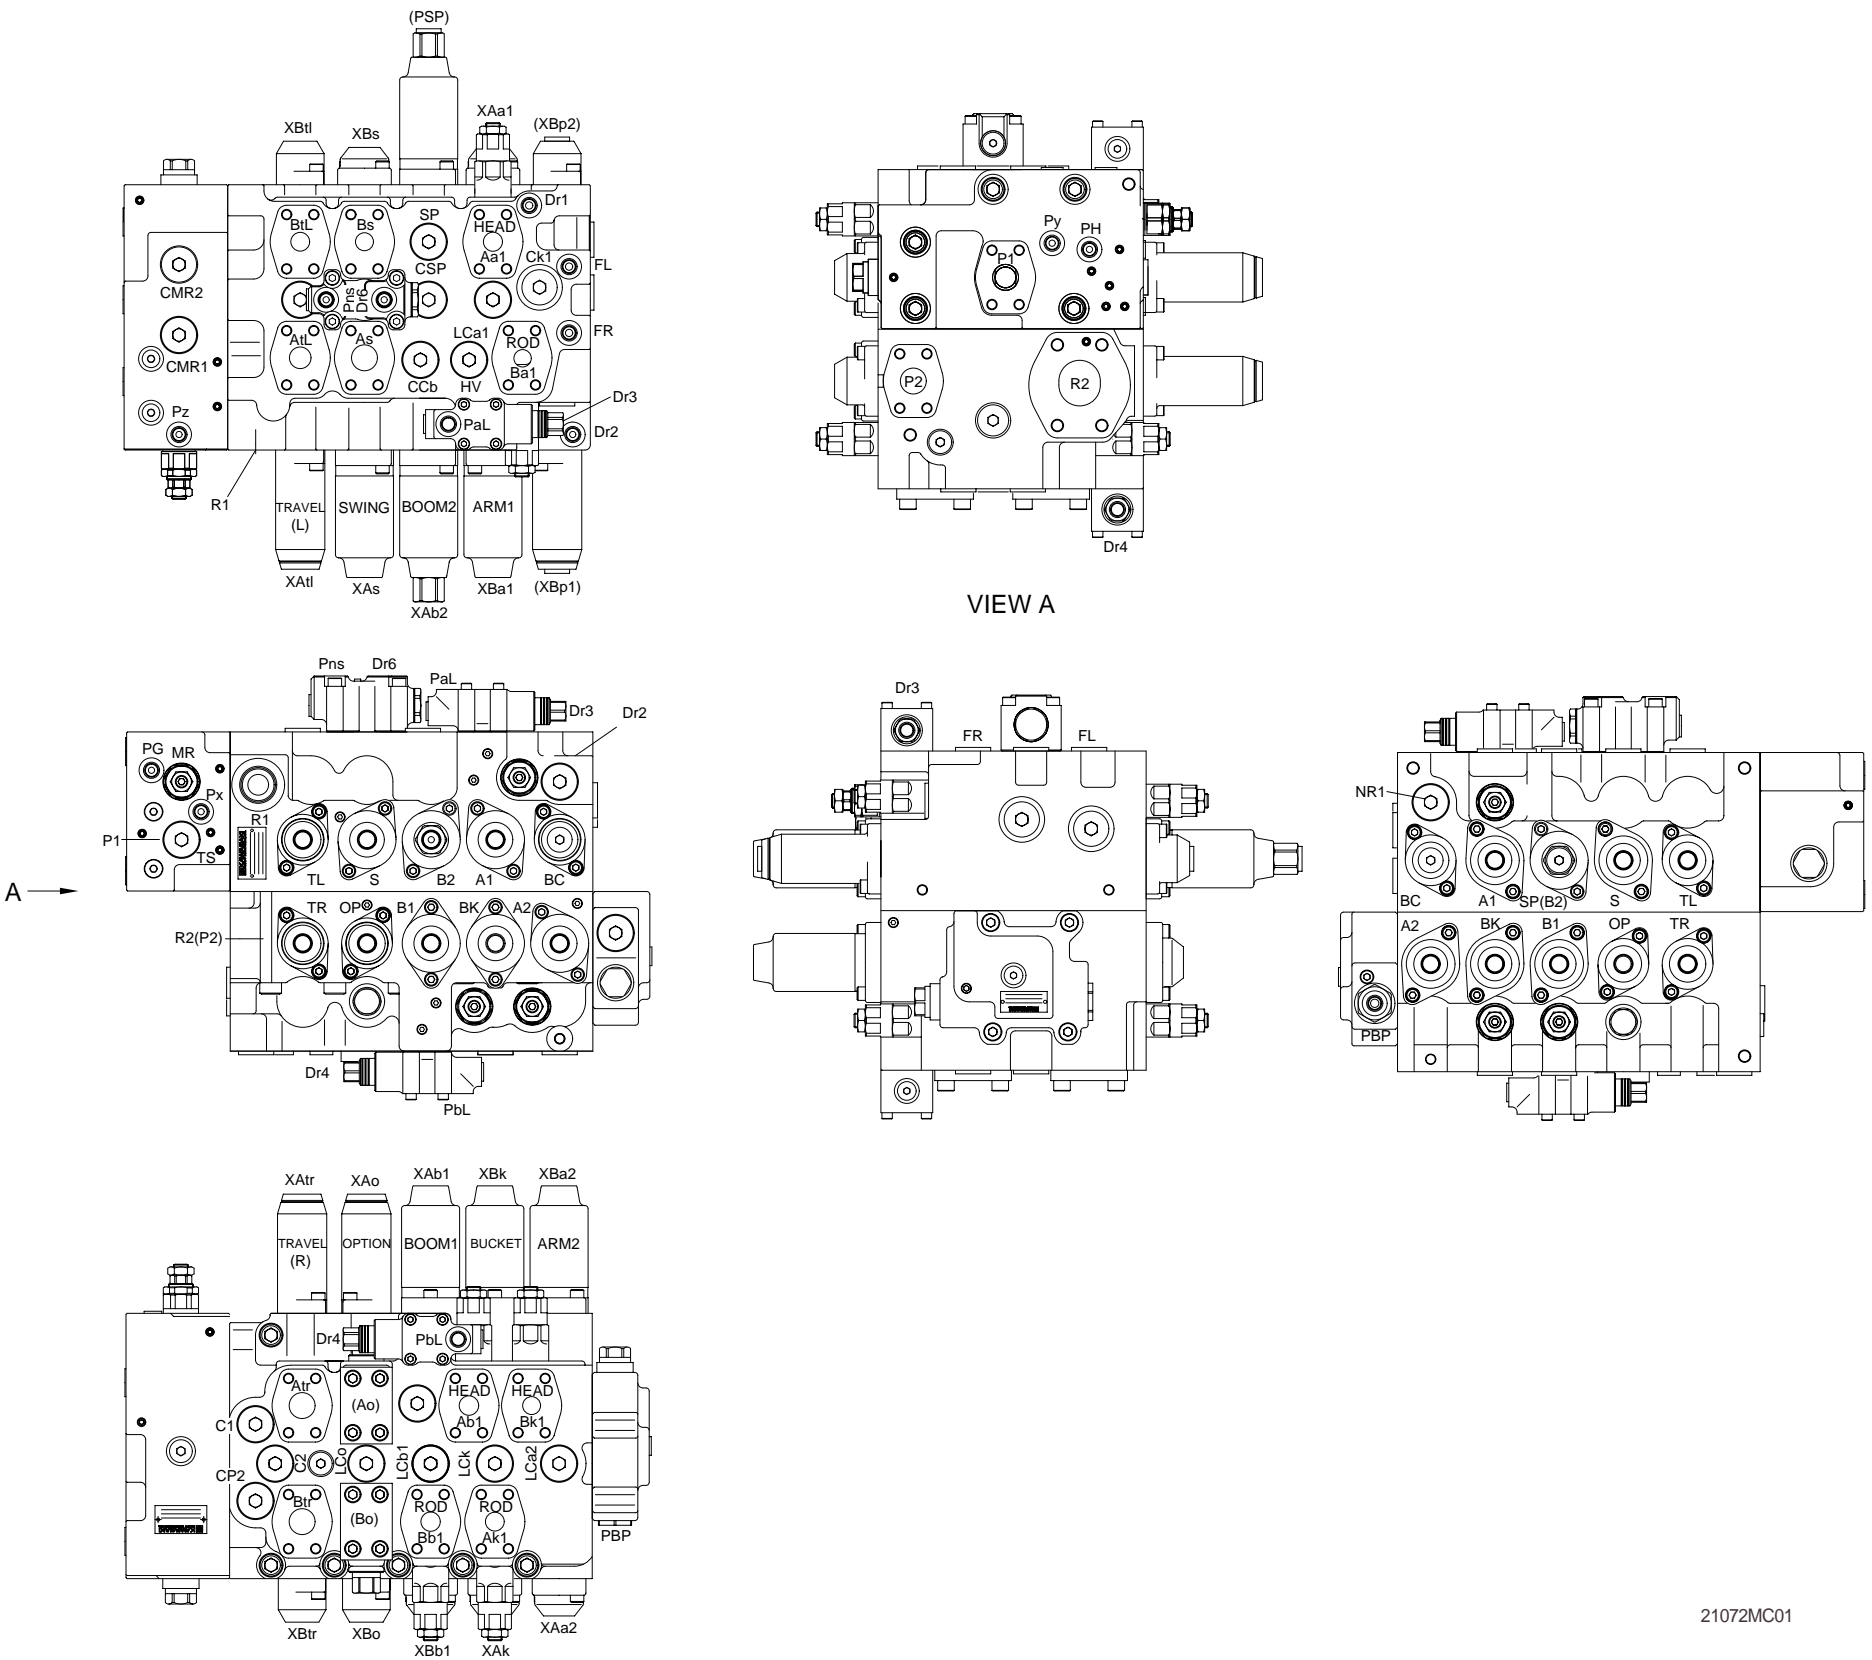 (PSP)
XAa1
XBtl
XBs
(XBp2)
BtL
Bs
SP
HEAD
Dr1
CSP
Aa1
Ck1
FL
CMR2
Pns
Dr6
AtL
As
LCa1
ROD
FR
CMR1
CCb
HV
Ba1
Dr3
Pz
PaL
Dr2
R1
TRAVEL
(L)
SWING
BOOM2
ARM1
XAtl
XAs
XAb2
XBa1
(XBp1)
Py
PH
P1
P2
R2
Dr4
VIEW A
Pns
Dr6
PaL
Dr3
Dr2
PG
MR
Px
R1
P1
TS
TL
S
B2
A1
BC
A
TR
OP
B1
BK
A2
R2(P2)
Dr4
PbL
Dr3
FR
FL
NR1
BC
A1
SP(B2)
S
TL
A2
BK
B1
OP
TR
PBP
XAtr
XAo
XAb1
XBk
XBa2
TRAVEL
(R)
OPTION
BOOM1
BUCKET
ARM2
Dr4
PbL
Atr
(Ao)
HEAD
Ab1
HEAD
Bk1
C1
C2
LCo
LCb1
LCk
LCa2
CP2
Btr
(Bo)
ROD
Bb1
ROD
Ak1
PBP
XBtr
XBo
XBb1
XAk
XAa2
21072MC01